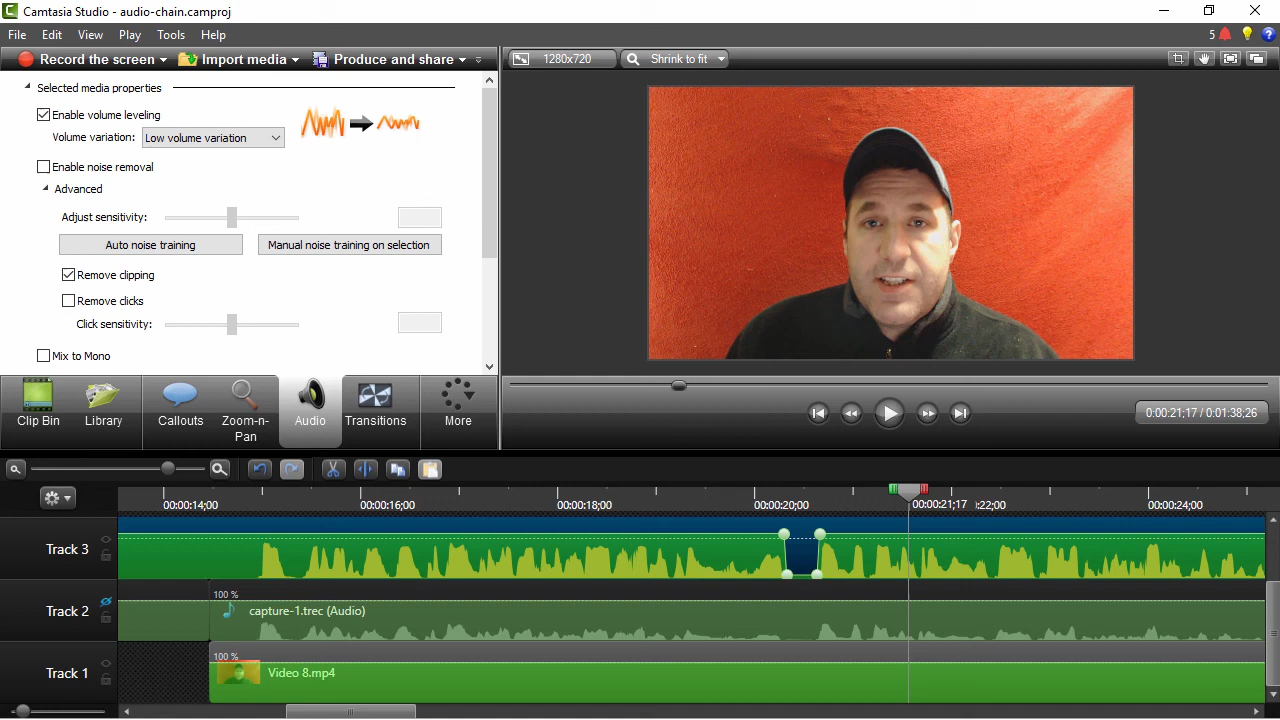 Camtasia Studio - audio-chain.camproj
File Edit View Play Tools Help
5
Record the screen Import media Produce and share
1280x720 Shrink to fit
Selected media properties
Enable volume leveling
Volume variation: Low volume variation
Enable noise removal
Advanced
Adjust sensitivity:
Auto noise training Manual noise training on selection
Remove clipping
Remove clicks
Click sensitivity:
Mix to Mono
Clip Bin Library Callouts Zoom-n-Pan Audio Transitions More
0:00:21;17 / 0:01:38;26
00:00:14;00 00:00:16;00 00:00:18;00 00:00:20;00 00:00:21;17 ;22;00 00:00:24;00
Track 3
100 %
Track 2 capture-1.trec (Audio)
100 %
Track 1 Video 8.mp4